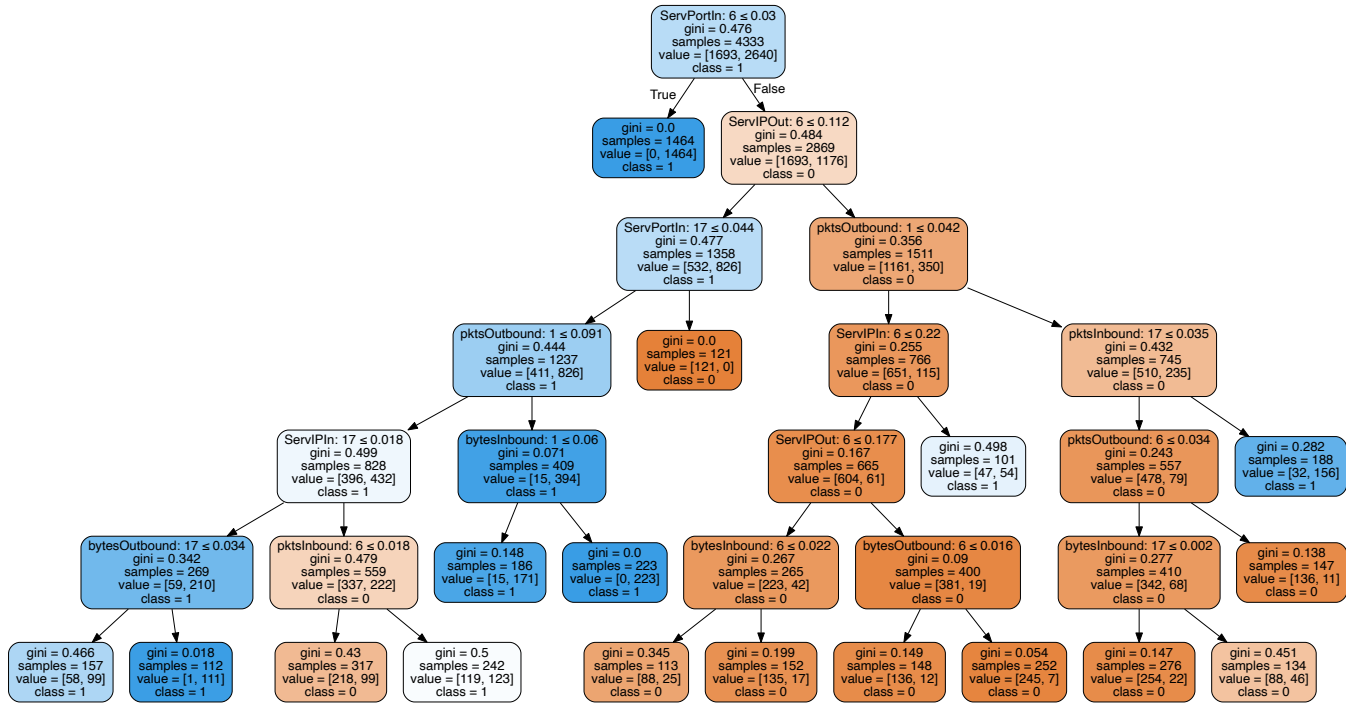 ServPortIn: 6 ≤ 0.03
gini = 0.476
samples = 4333
value = [1693, 2640]
class = 1
True
False
gini = 0.0
samples = 1464
value = [0, 1464]
class = 1
ServIPOut: 6 ≤ 0.112
gini = 0.484
samples = 2869
value = [1693, 1176]
class = 0
ServPortIn: 17 ≤ 0.044
gini = 0.477
samples = 1358
value = [532, 826]
class = 1
pktsOutbound: 1 ≤ 0.042
gini = 0.356
samples = 1511
value = [1161, 350]
class = 0
pktsOutbound: 1 ≤ 0.091
gini = 0.444
samples = 1237
value = [411, 826]
class = 1
gini = 0.0
samples = 121
value = [121, 0]
class = 0
ServIPIn: 6 ≤ 0.22
gini = 0.255
samples = 766
value = [651, 115]
class = 0
pktsInbound: 17 ≤ 0.035
gini = 0.432
samples = 745
value = [510, 235]
class = 0
ServIPIn: 17 ≤ 0.018
gini = 0.499
samples = 828
value = [396, 432]
class = 1
bytesInbound: 1 ≤ 0.06
gini = 0.071
samples = 409
value = [15, 394]
class = 1
ServIPOut: 6 ≤ 0.177
gini = 0.167
samples = 665
value = [604, 61]
class = 0
gini = 0.498
samples = 101
value = [47, 54]
class = 1
pktsOutbound: 6 ≤ 0.034
gini = 0.243
samples = 557
value = [478, 79]
class = 0
gini = 0.282
samples = 188
value = [32, 156]
class = 1
bytesOutbound: 17 ≤ 0.034
gini = 0.342
samples = 269
value = [59, 210]
class = 1
pktsInbound: 6 ≤ 0.018
gini = 0.479
samples = 559
value = [337, 222]
class = 0
gini = 0.148
samples = 186
value = [15, 171]
class = 1
gini = 0.0
samples = 223
value = [0, 223]
class = 1
bytesInbound: 6 ≤ 0.022
gini = 0.267
samples = 265
value = [223, 42]
class = 0
bytesOutbound: 6 ≤ 0.016
gini = 0.09
samples = 400
value = [381, 19]
class = 0
bytesInbound: 17 ≤ 0.002
gini = 0.277
samples = 410
value = [342, 68]
class = 0
gini = 0.138
samples = 147
value = [136, 11]
class = 0
gini = 0.466
samples = 157
value = [58, 99]
class = 1
gini = 0.018
samples = 112
value = [1, 111]
class = 1
gini = 0.43
samples = 317
value = [218, 99]
class = 0
gini = 0.5
samples = 242
value = [119, 123]
class = 1
gini = 0.345
samples = 113
value = [88, 25]
class = 0
gini = 0.199
samples = 152
value = [135, 17]
class = 0
gini = 0.149
samples = 148
value = [136, 12]
class = 0
gini = 0.054
samples = 252
value = [245, 7]
class = 0
gini = 0.147
samples = 276
value = [254, 22]
class = 0
gini = 0.451
samples = 134
value = [88, 46]
class = 0